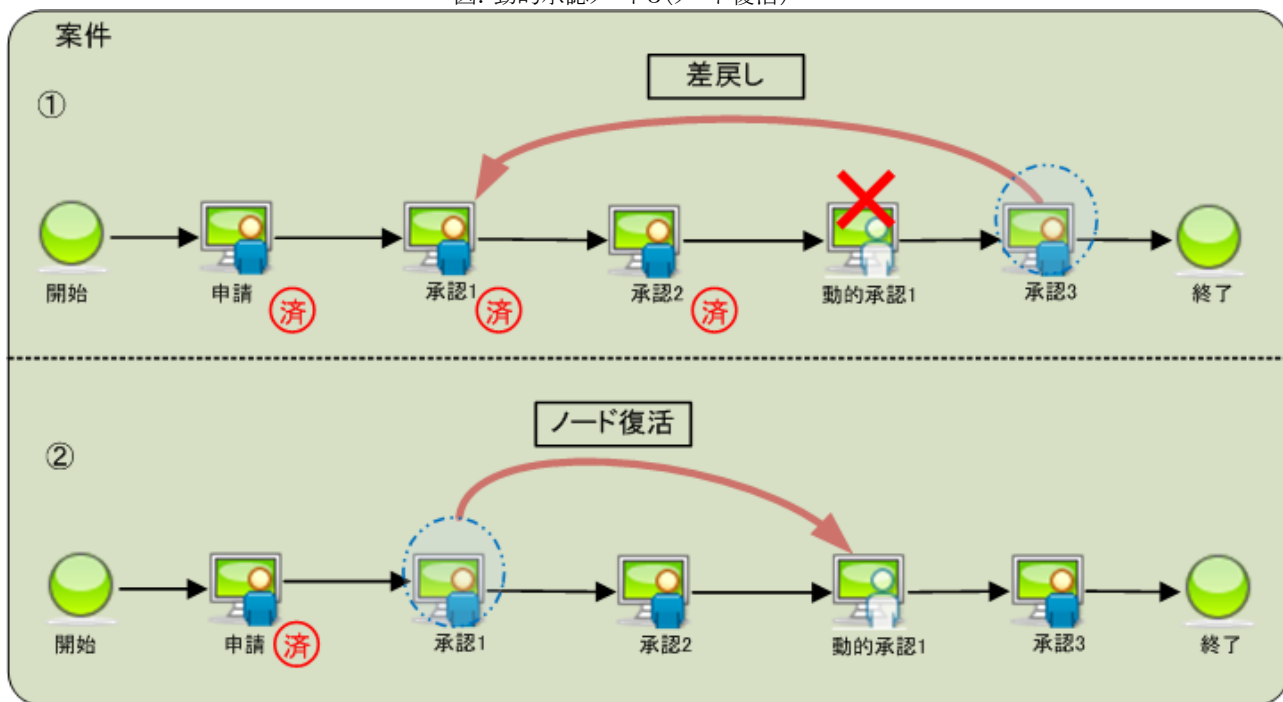 案件
①
差戻し
開始
申請
済
承認1
済
承認2
済
動的承認1
承認3
終了
②
ノード復活
開始
申請
済
承認1
承認2
動的承認1
承認3
終了